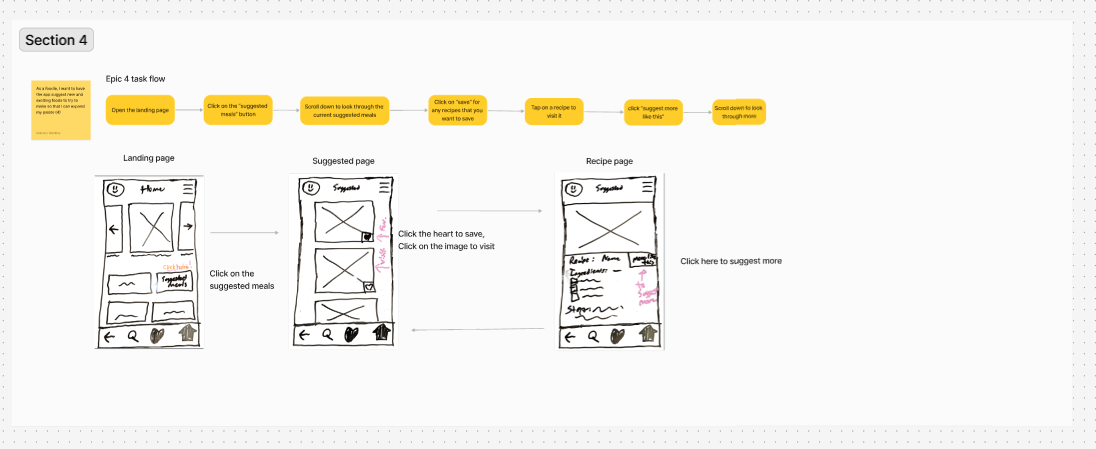 Section 4
Epic 4 task flow
As a foodie, I want to have
the app suggest new and
exciting foods to try to
make so that I can expand
my palate
Open the landing page
Click on the "suggested
meals" button
Scroll down to look through the
current suggested meals
Click on "save" for
any recipes that you
want to save
Tap on a recipe to
visit it
click "suggest more
like this"
Scroll down to look
through more
Landing page
Home
Click here!
Suggested
meals
Click on the
suggested meals
Suggested page
Suggested
Click the heart to save,
Click on the image to visit
Recipe page
Suggested
Recipe: Name
Ingredients:
Click here to suggest more